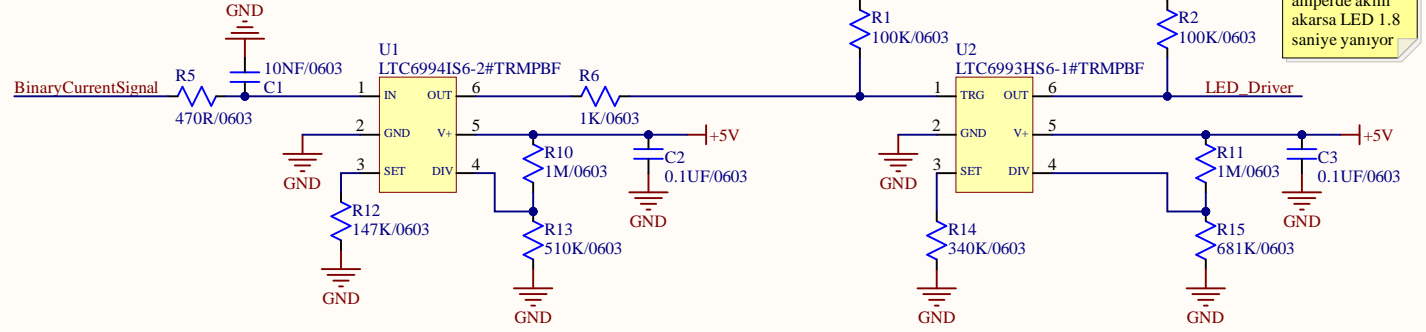 GND
10NF/0603
C1
BinaryCurrentSignal
R5
470R/0603
U1
LTC6994IS6-2#TRMPBF
1
IN
OUT
6
2
GND
V+
5
3
SET
DIV
4
GND
R12
147K/0603
GND
R6
1K/0603
+5V
R10
1M/0603
C2
0.1UF/0603
GND
R13
510K/0603
GND
R1
100K/0603
R2
100K/0603
U2
LTC6993HS6-1#TRMPBF
1
TRG
OUT
6
2
GND
V+
5
3
SET
DIV
4
GND
R14
340K/0603
GND
LED_Driver
+5V
R11
1M/0603
C3
0.1UF/0603
GND
R15
681K/0603
GND
akarsa LED 1.8
saniye yanıyor